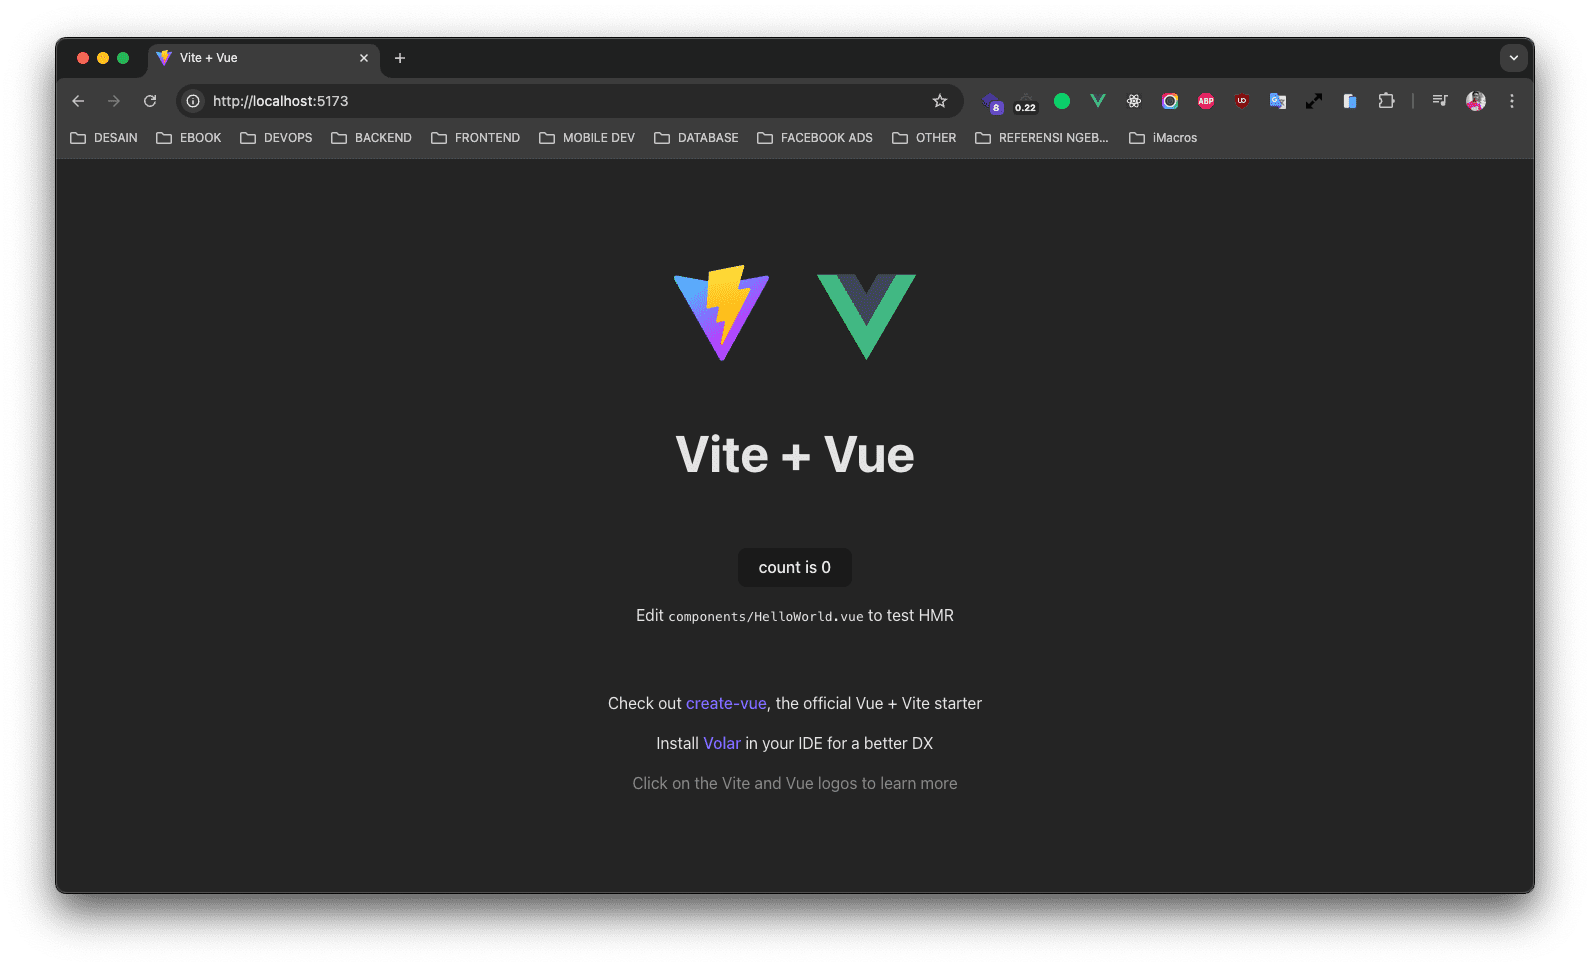 Vite + Vue
http://localhost:5173
8
0.22
ABP
UD
DESAIN EBOOK DEVOPS BACKEND FRONTEND MOBILE DEV DATABASE FACEBOOK ADS OTHER REFERENSI NGEB... iMacros
Vite + Vue
count is 0
Edit components/HelloWorld.vue to test HMR
Check out create-vue, the official Vue + Vite starter
Install Volar in your IDE for a better DX
Click on the Vite and Vue logos to learn more